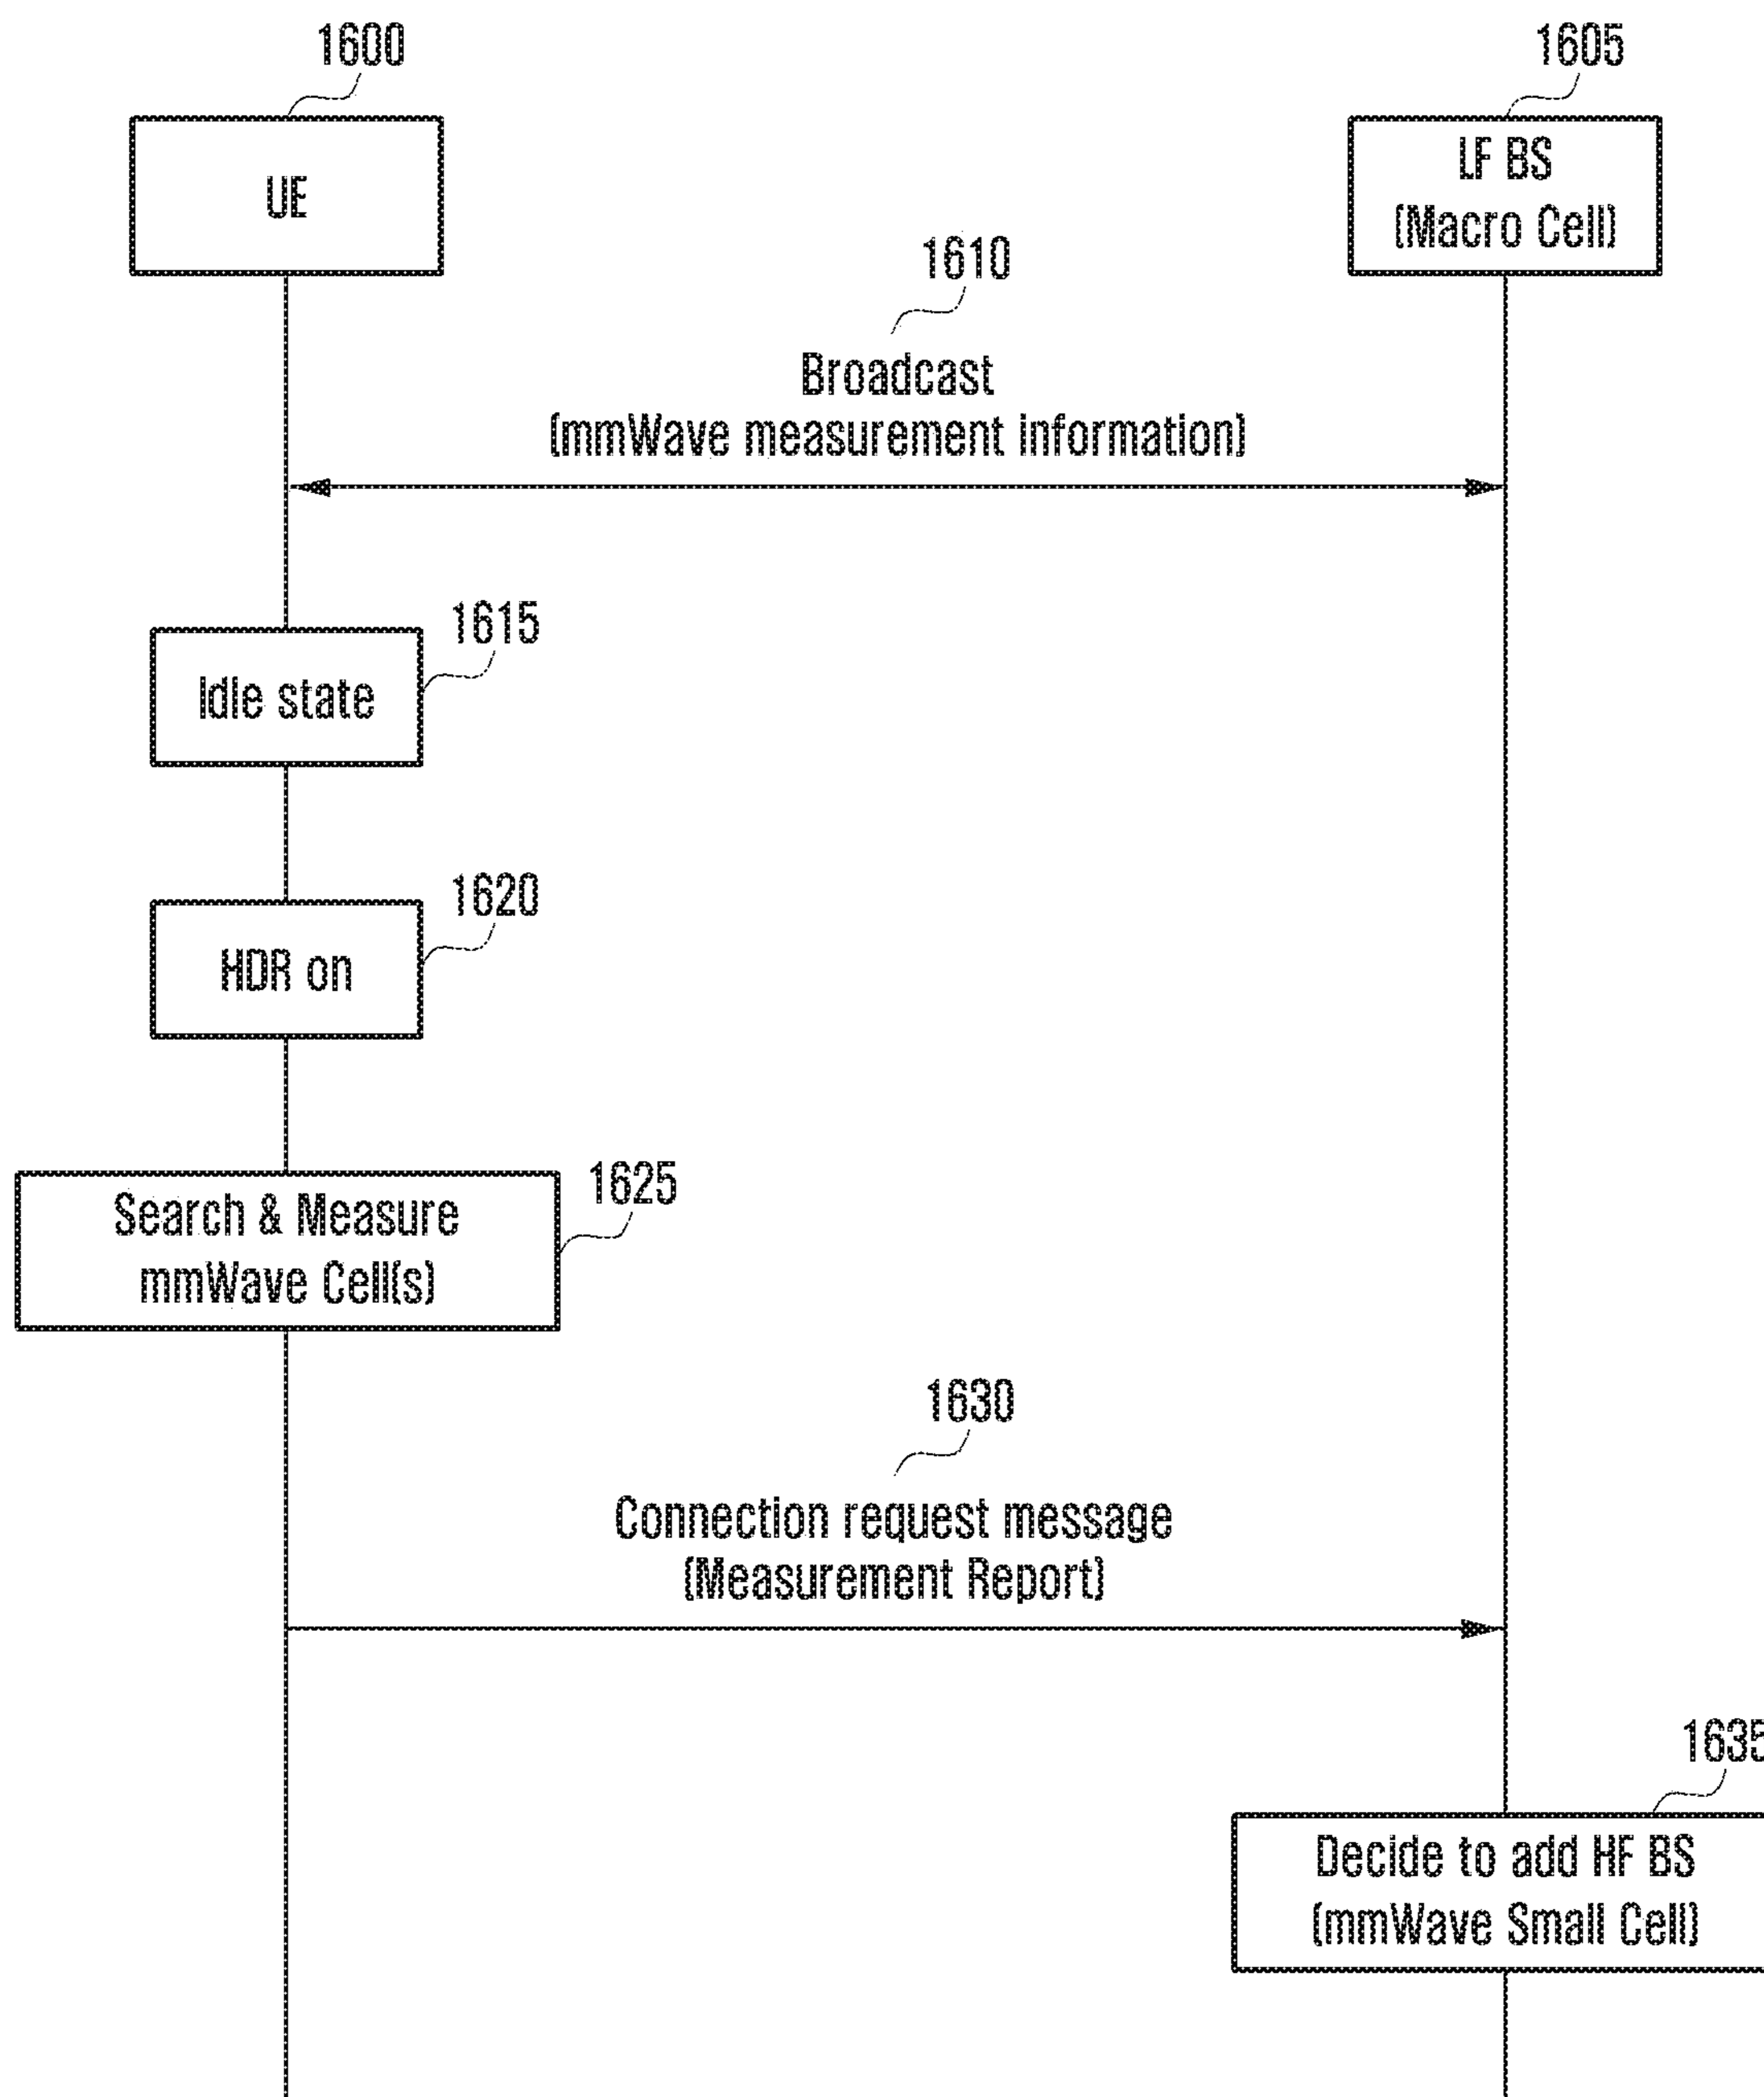 1600
1605
UE
LF BS
(Macro Cell)
1610
Broadcast
(mmWave measurement information)
1615
Idle state
1620
HDR on
1625
Search & Measure
mmWave Cell(s)
1630
Connection request message
(Measurement Report)
1635
Decide to add HF BS
(mmWave Small Cell)